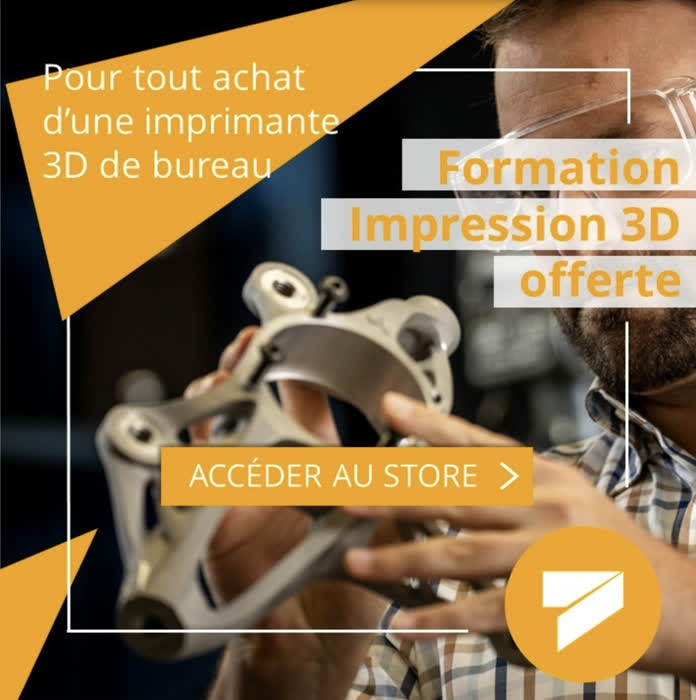 Pour tout achat
d’une imprimante
3D de bureau
Formation
Impression 3D
offerte
ACCÉDER AU STORE